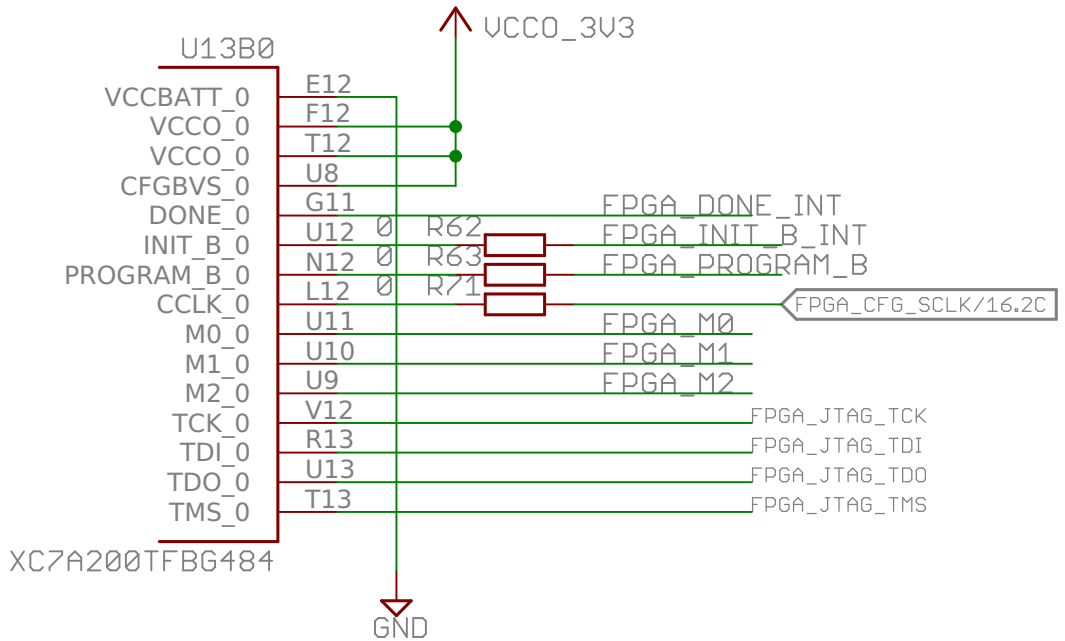 VCCO_3V3
U13B0
VCCBATT_0 E12
VCCO_0 F12
VCCO_0 T12
CFGBVS_0 U8
DONE_0 G11 FPGA_DONE_INT
INIT_B_0 U12 0 R62 FPGA_INIT_B_INT
PROGRAM_B_0 N12 0 R63 FPGA_PROGRAM_B
CCLK_0 L12 0 R71 FPGA_CFG_SCLK/16.2C
M0_0 U11 FPGA_M0
M1_0 U10 FPGA_M1
M2_0 U9 FPGA_M2
TCK_0 V12 FPGA_JTAG_TCK
TDI_0 R13 FPGA_JTAG_TDI
TDO_0 U13 FPGA_JTAG_TDO
TMS_0 T13 FPGA_JTAG_TMS
XC7A200TFBG484
GND